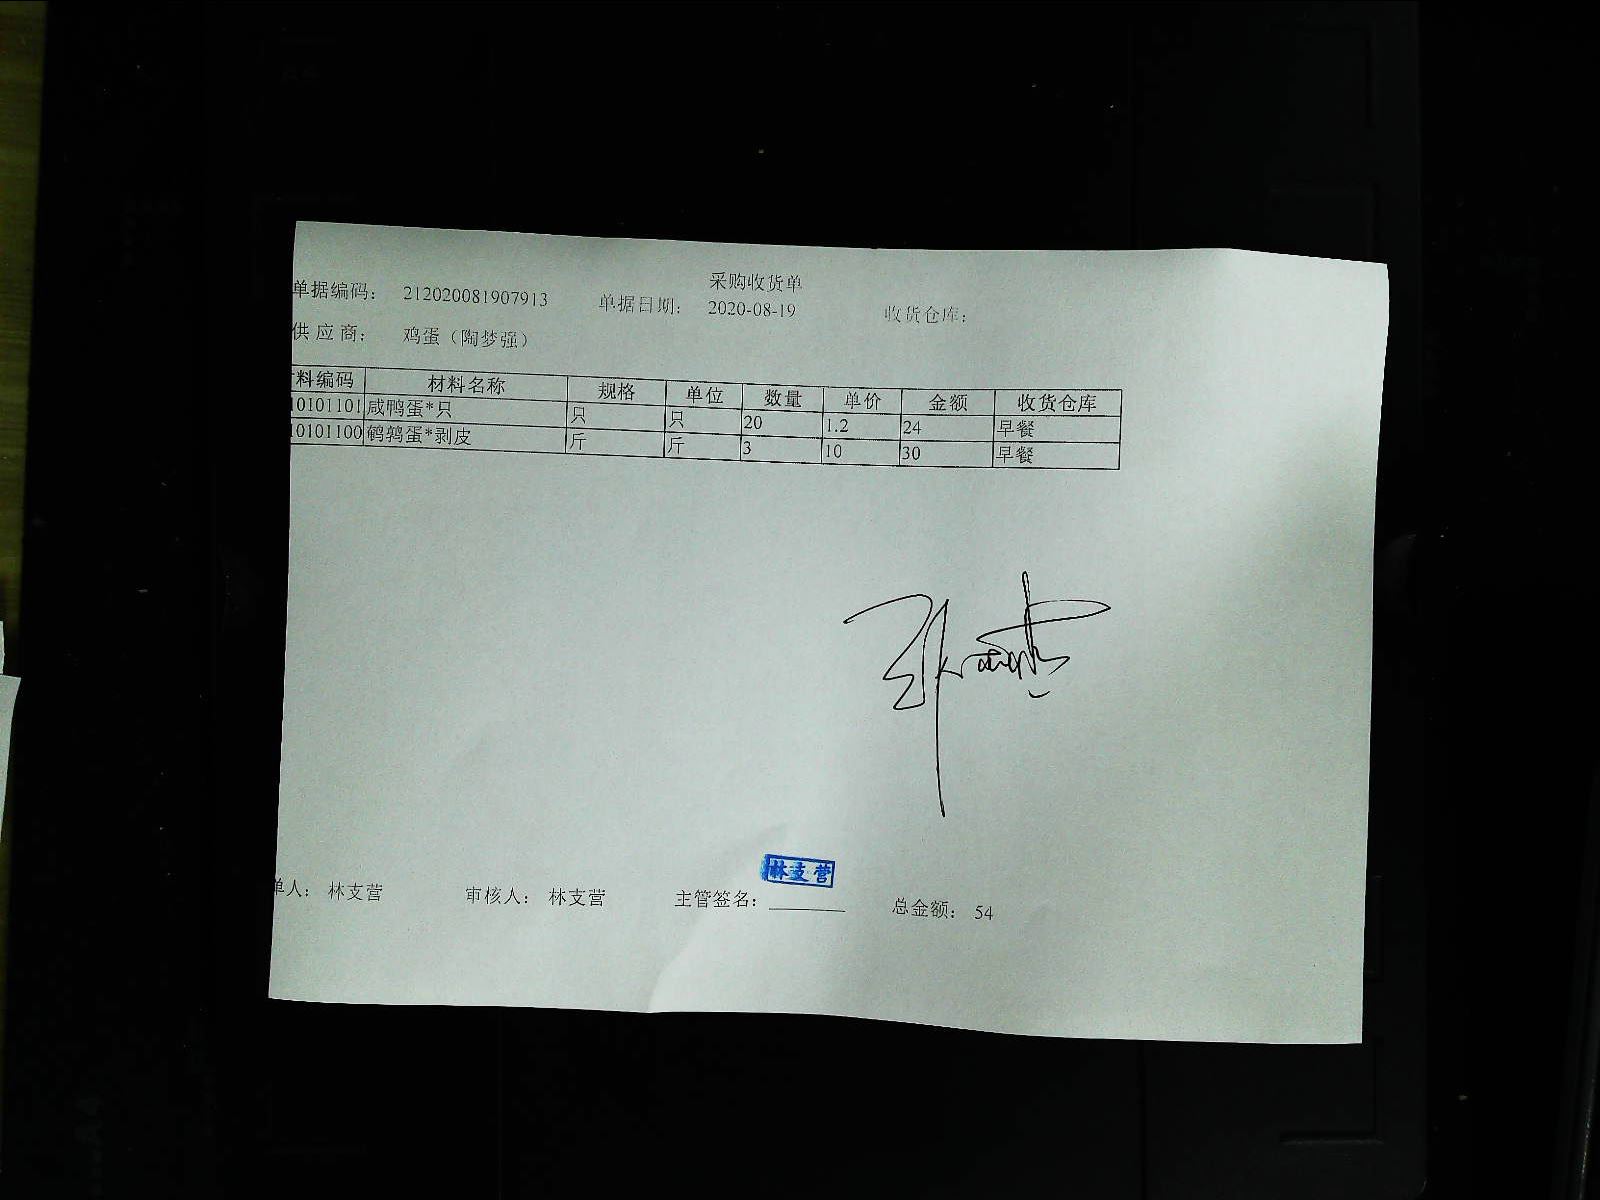 采购收货单
单据编码： 212020081907913 单据日期： 2020-08-19 收货仓库：
供 应 商： 鸡蛋（陶梦强）
料编码 材料名称 规格 单位 数量 单价 金额 收货仓库
10101101 咸鸭蛋*只 只 只 20 1.2 24 早餐
10101100 鹌鹑蛋*剥皮 斤 斤 3 10 30 早餐
林支营
单人： 林支营 审核人： 林支营 主管签名： 总金额： 54